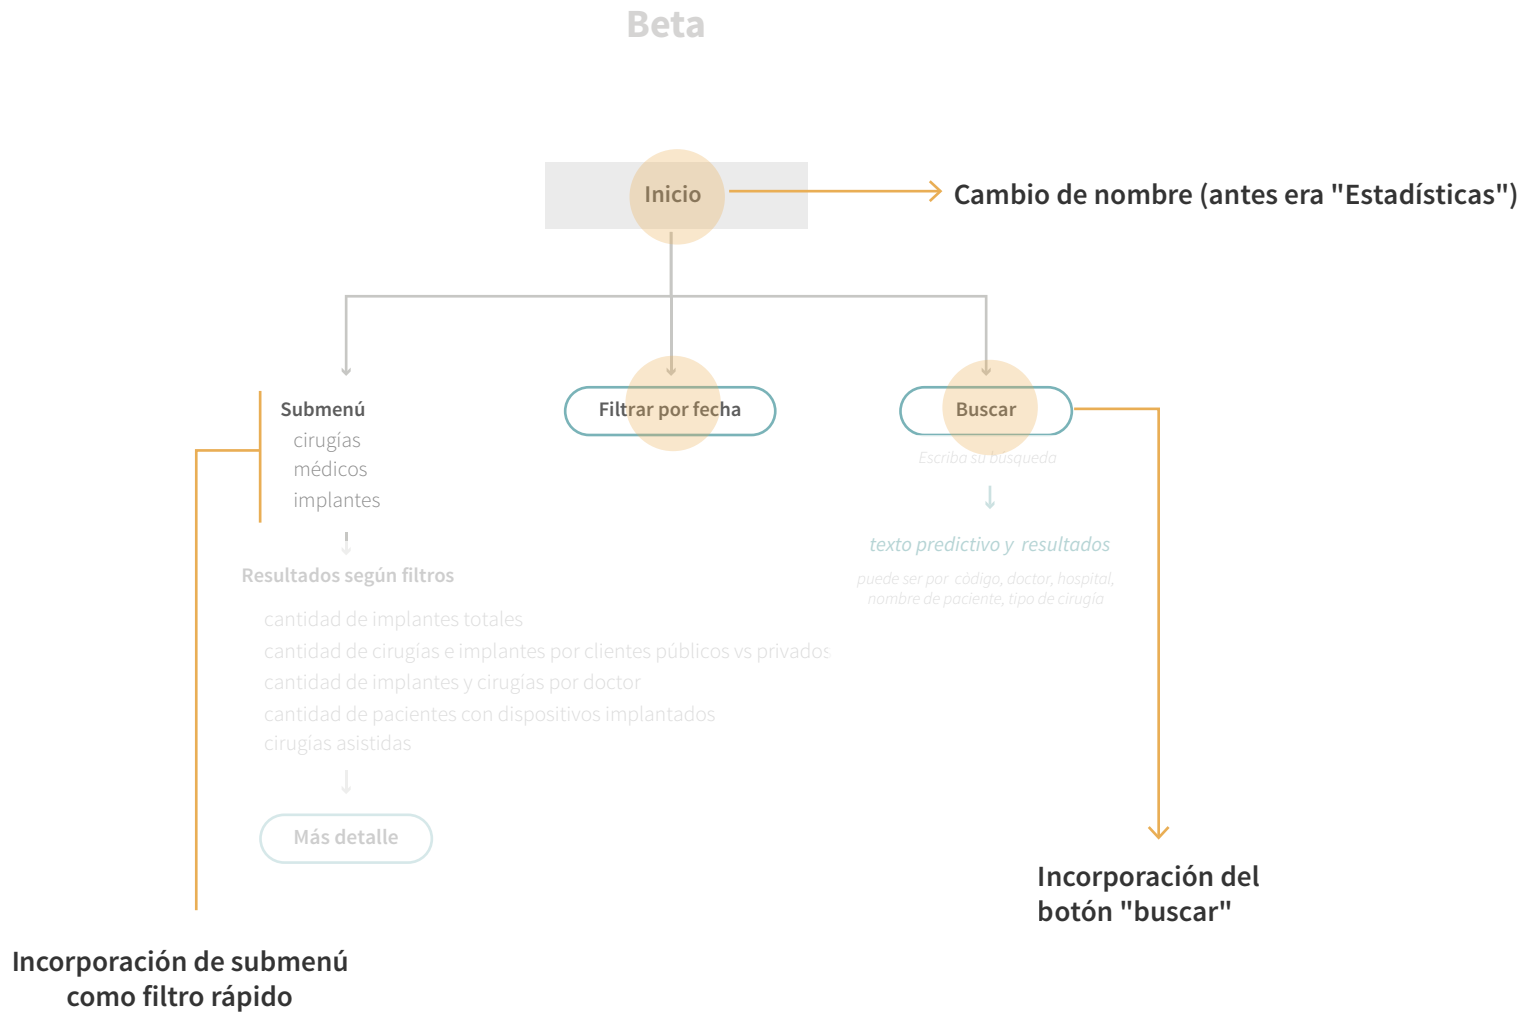 Beta
Inicio
Cambio de nombre (antes era "Estadísticas")
Submenú
cirugías
médicos
implantes
Filtrar por fecha
Buscar
Escriba su búsqueda
texto predictivo y resultados
puede ser por código, doctor, hospital,
nombre de paciente, tipo de cirugía
Resultados según filtros
cantidad de implantes totales
cantidad de cirugías e implantes por clientes públicos vs privados
cantidad de implantes y cirugías por doctor
cantidad de pacientes con dispositivos implantados
cirugías asistidas
Más detalle
Incorporación del
botón "buscar"
Incorporación de submenú
como filtro rápido